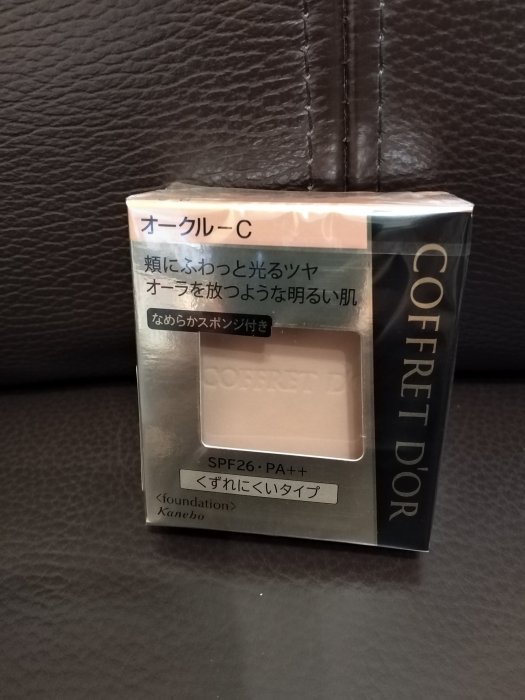 オークルーC
頬にふわっと光るツヤ
オーラを放つような明るい肌
なめらかスポンジ付き
COFFRET D'
SPF26・PA++
くずれにくいタイプ
<foundation>
Kanebo
COFFRET D'OR